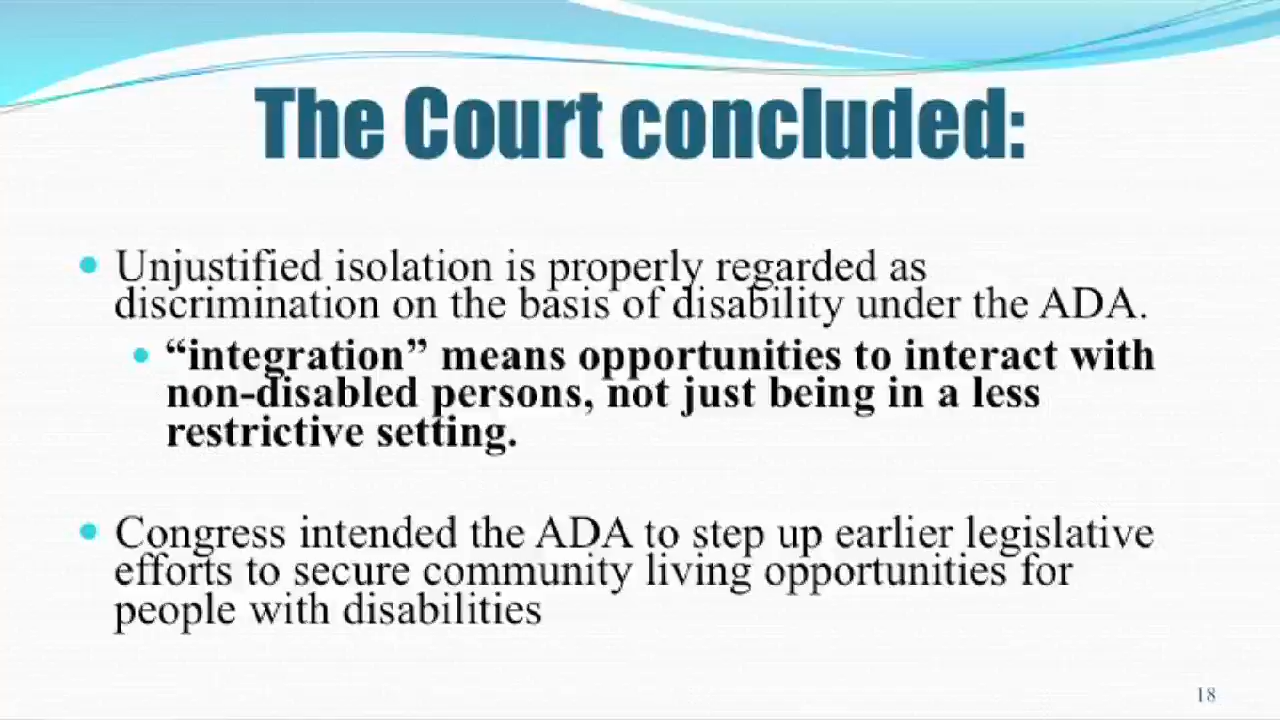 The Court concluded:
Unjustified isolation is properly regarded as
discrimination on the basis of disability under the ADA.
“integration” means opportunities to interact with
non-disabled persons, not just being in a less
restrictive setting.
Congress intended the ADA to step up earlier legislative
efforts to secure community living opportunities for
people with disabilities
18